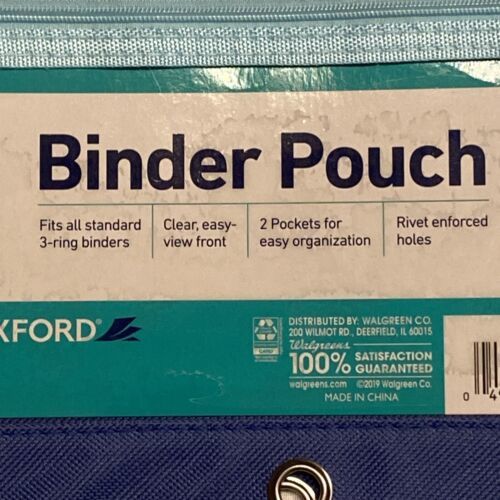 Binder Pouch
Fits all standard
3-ring binders
Clear, easy-
view front
2 Pockets for
easy organization
Rivet enforced
holes
XFORD®
DISTRIBUTED BY: WALGREEN CO.
200 WILMOT RD., DEERFIELD, IL 60015
Walgreens
100% SATISFACTION
GUARANTEED
walgreens.com ©2019 Walgreen Co.
MADE IN CHINA
0 4